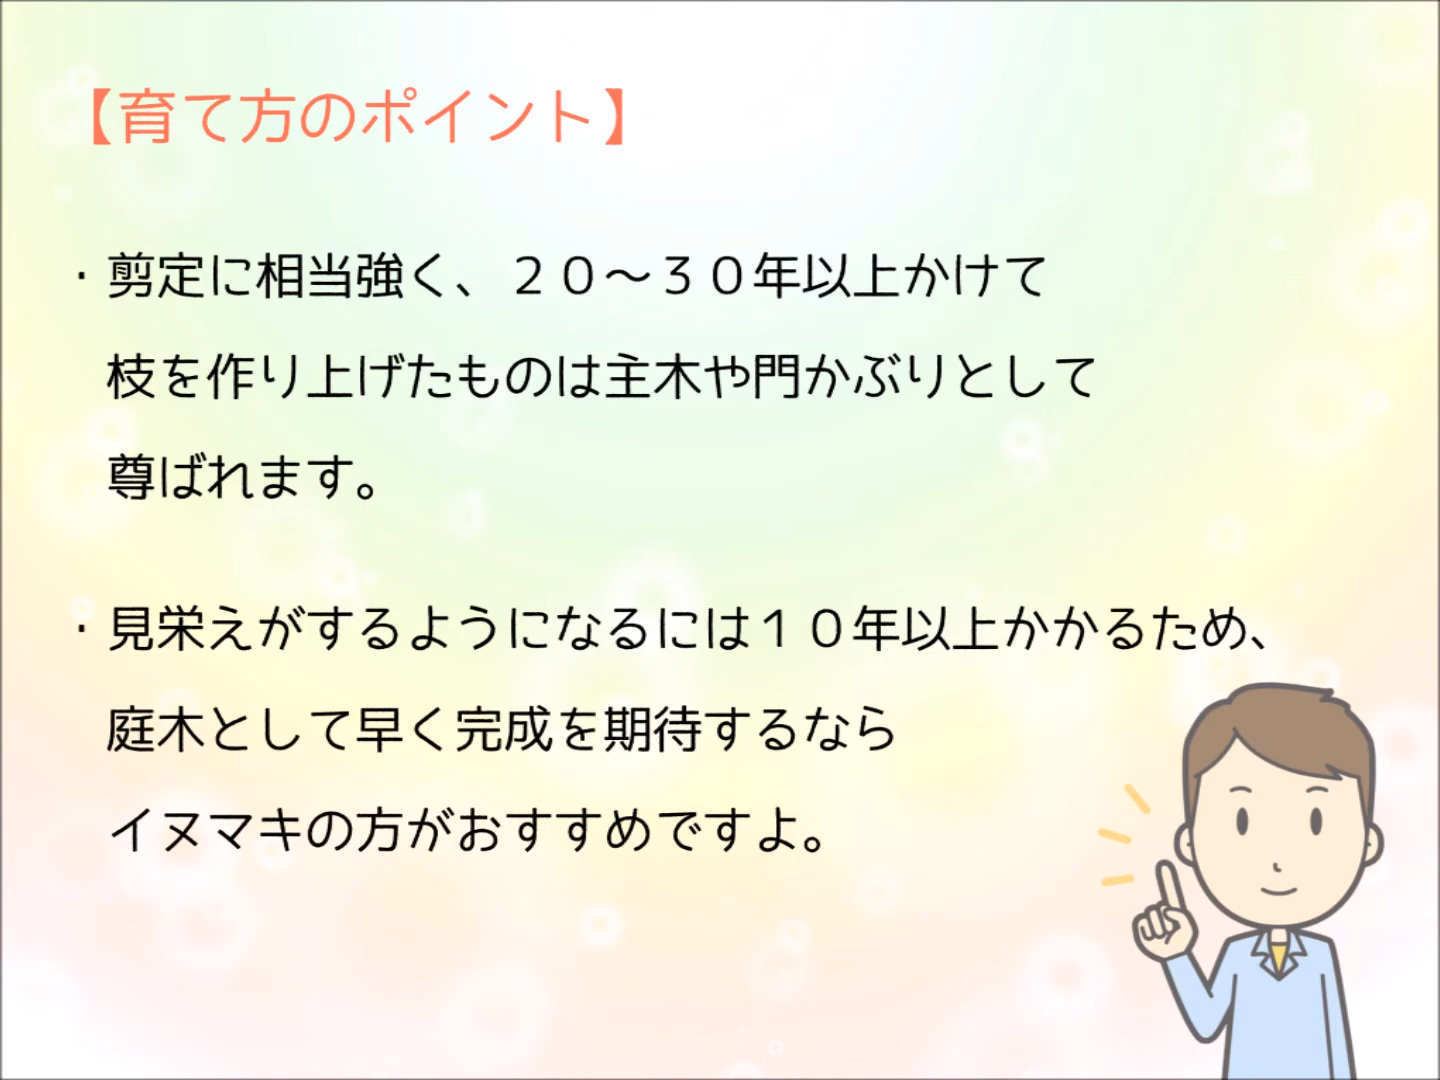 【育て方のポイント】
・剪定に相当強く、２０～３０年以上かけて
枝を作り上げたものは主木や門かぶりとして
尊ばれます。
・見栄えがするようになるには１０年以上かかるため、
庭木として早く完成を期待するなら
イヌマキの方がおすすめですよ。